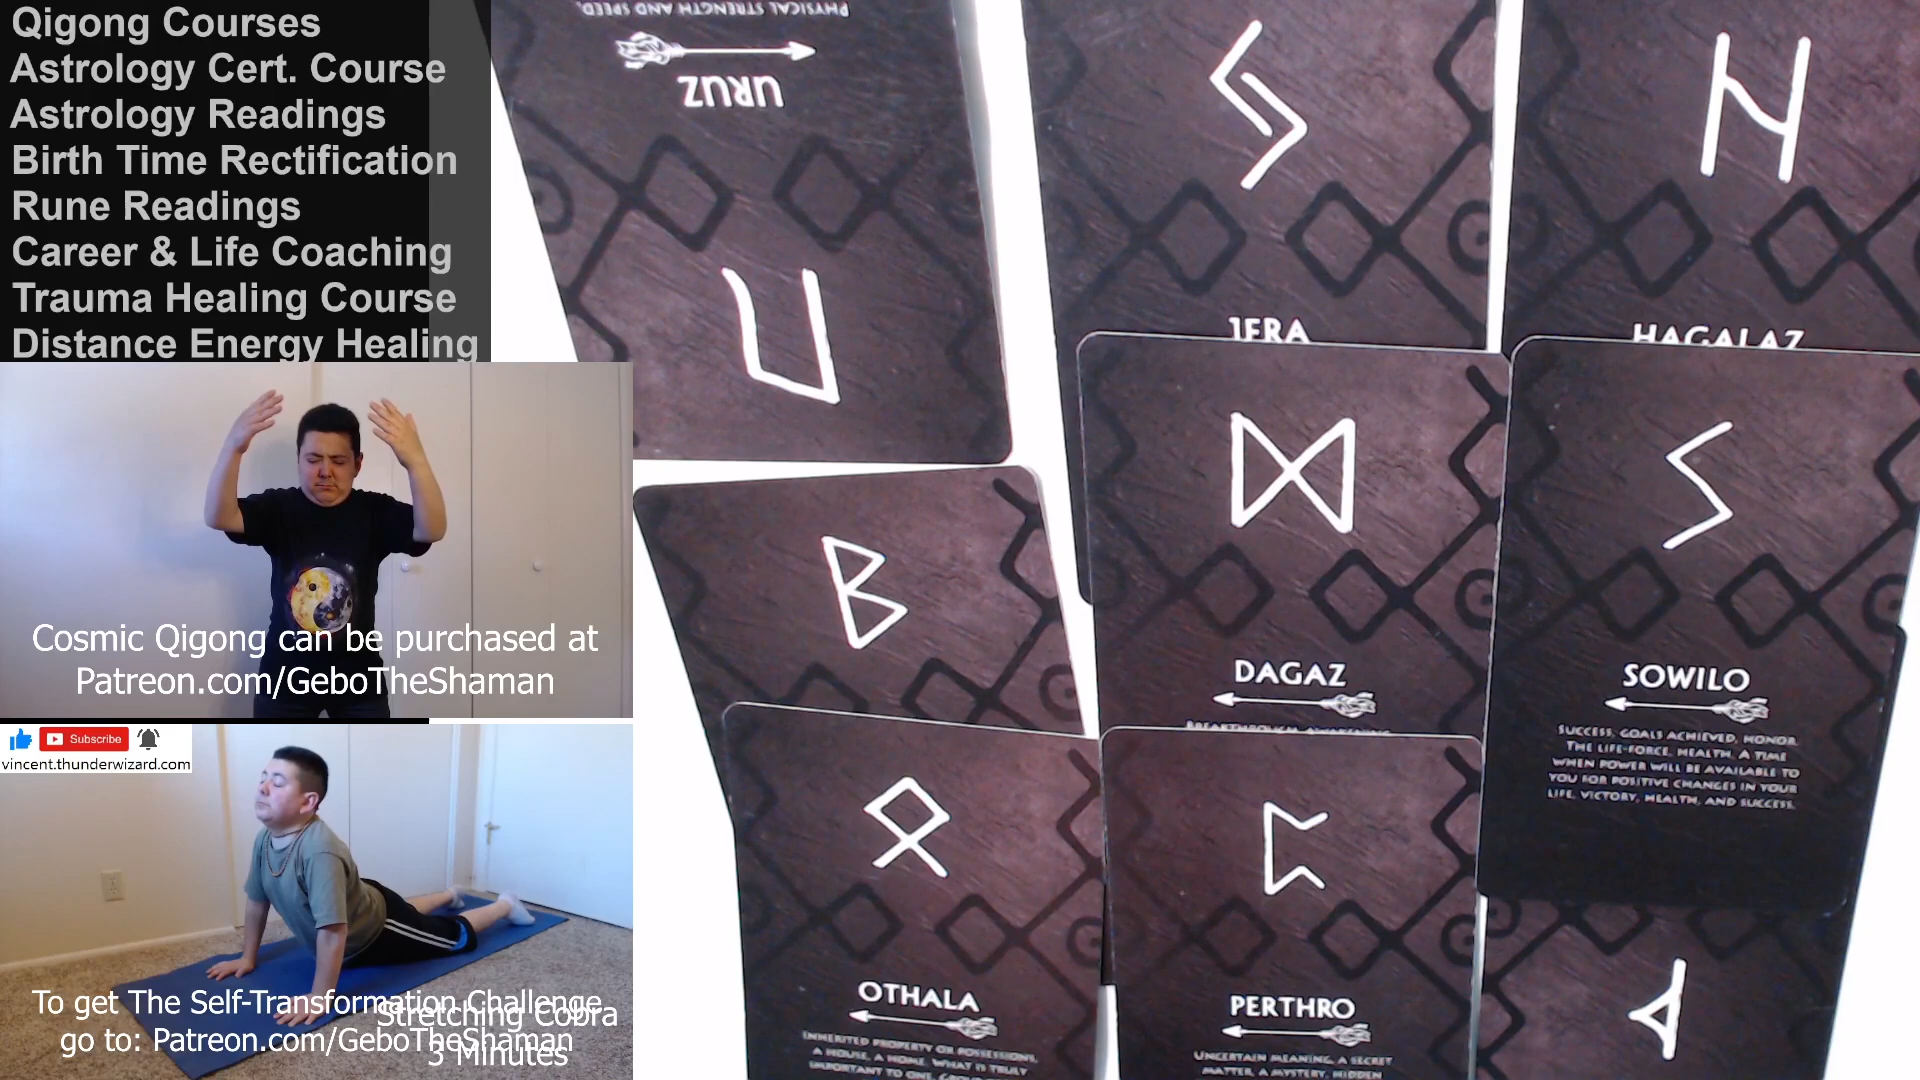 Qigong Courses
Astrology Cert. Course
Astrology Readings
Birth Time Rectification
Rune Readings
Career & Life Coaching
Trauma Healing Course
Distance Energy Healing
Cosmic Qigong can be purchased at
Patreon.com/GeboTheShaman
Subscribe
vincent.thunderwizard.com
To get The Self-Transformation Challenge
go to: Patreon.com/GeboTheShaman
Stretching Cobra
3 Minutes
PHYSICAL STRENGTH AND SPEED,
URUZ
JERA
HAGALAZ
DAGAZ
BREAKTHROUGH, AWAKENING,
SOWILO
SUCCESS, GOALS ACHIEVED, HONOR.
THE LIFE-FORCE, HEALTH. A TIME
WHEN POWER WILL BE AVAILABLE TO
YOU FOR POSITIVE CHANGES IN YOUR
LIFE, VICTORY, HEALTH, AND SUCCESS.
OTHALA
INHERITED PROPERTY OR POSSESSIONS,
A HOUSE, A HOME. WHAT IS TRULY
IMPORTANT TO ONE.
PERTHRO
UNCERTAIN MEANING, A SECRET
MATTER, A MYSTERY, HIDDEN